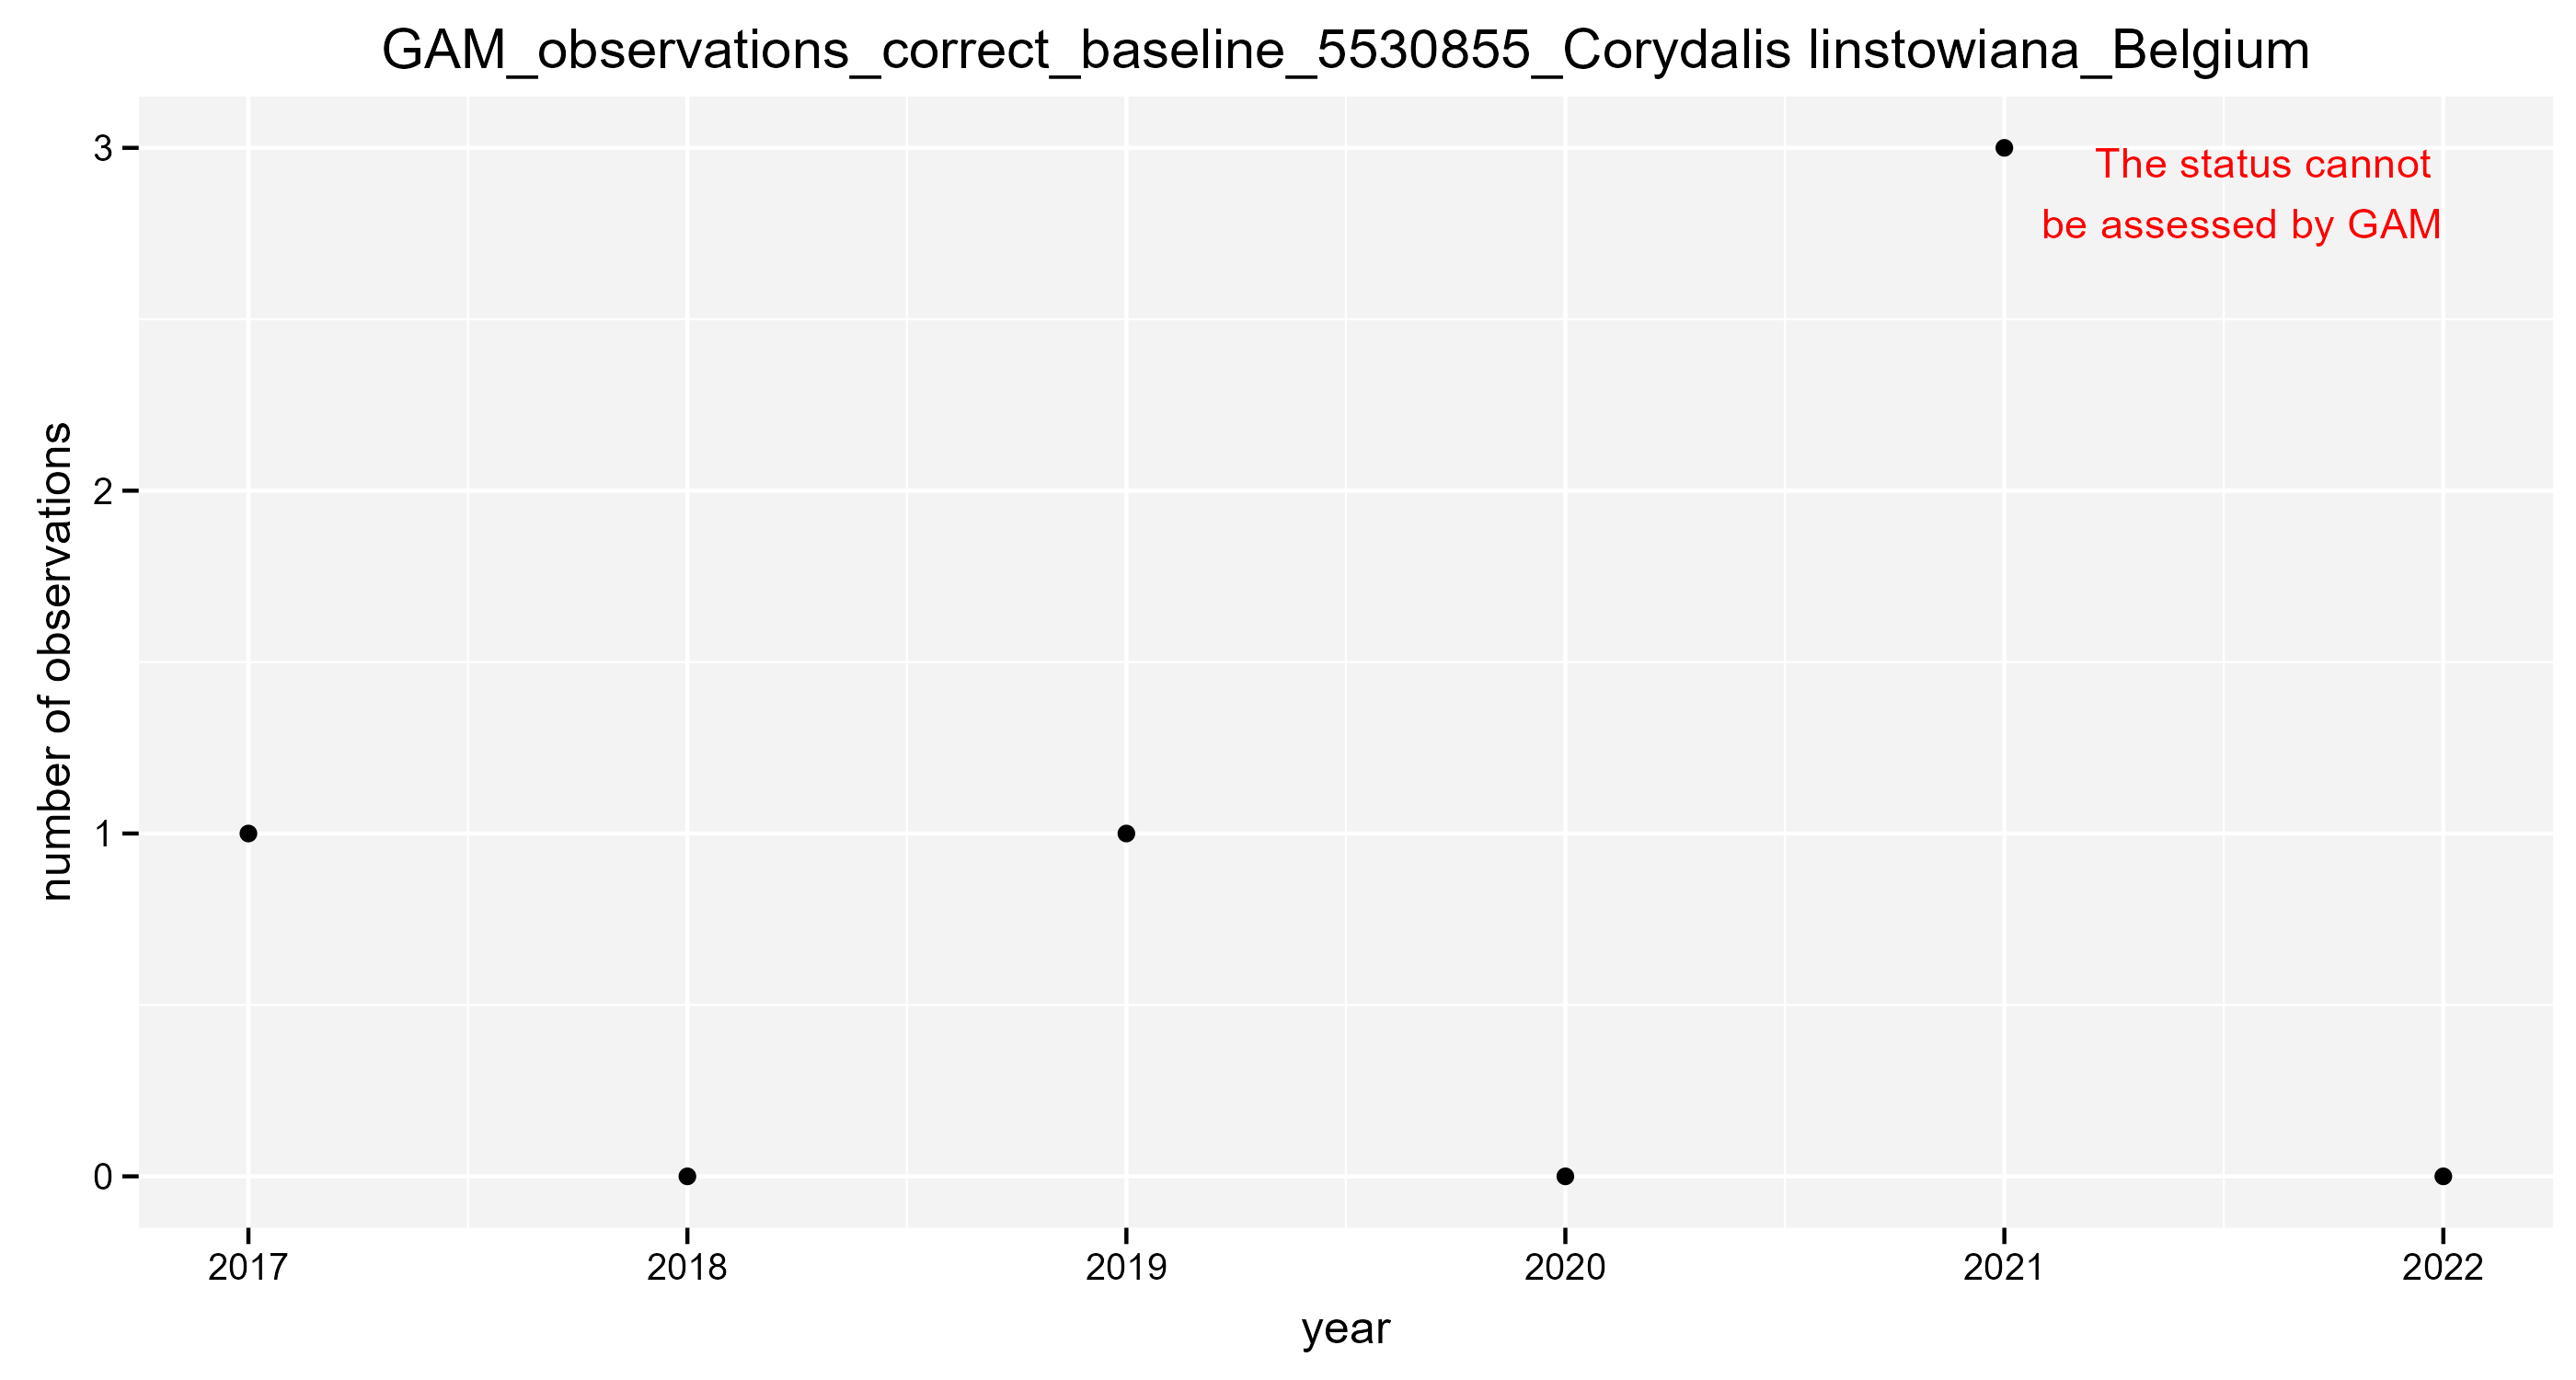 GAM_observations_correct_baseline_5530855_Corydalis linstowiana_Belgium
3
The status cannot
be assessed by GAM
2
number of observations
1
0
2017 2018 2019 2020 2021 2022
year